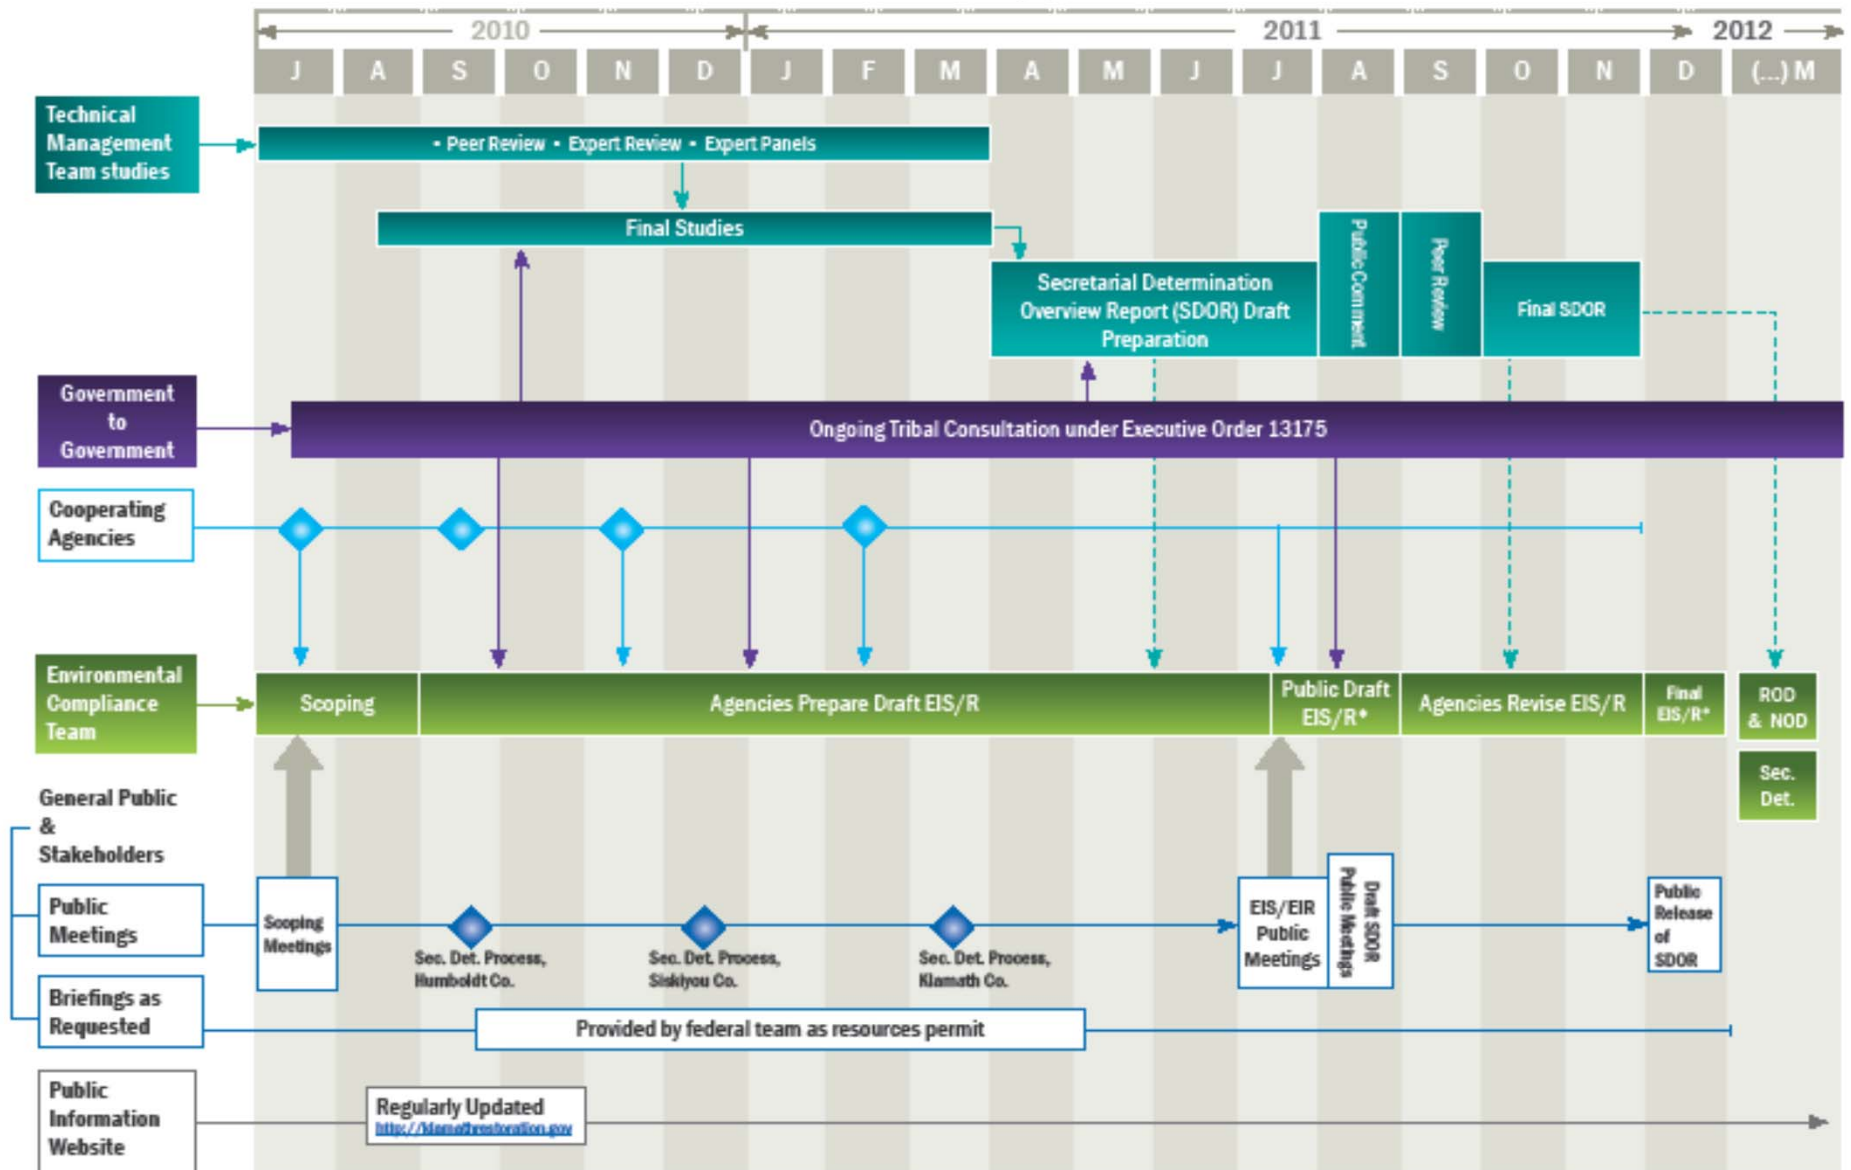 2010
2011
2012
J A S O N D J F M A M J J A S O N D (...) M
Technical
Management
Team studies
- Peer Review - Expert Review - Expert Panels
Final Studies
Secretarial Determination
Overview Report (SDOR) Draft
Preparation
Public Comment
Peer Review
Final SDOR
Government
to
Government
Ongoing Tribal Consultation under Executive Order 13175
Cooperating
Agencies
Environmental
Compliance
Team
Scoping
Agencies Prepare Draft EIS/R
Public Draft
EIS/R*
Agencies Revise EIS/R
Final
EIS/R*
ROD
& NOD
Sec.
Det.
General Public
&
Stakeholders
Public
Meetings
Scoping
Meetings
Sec. Det. Process,
Humboldt Co.
Sec. Det. Process,
Siskiyou Co.
Sec. Det. Process,
Klamath Co.
EIS/EIR
Public
Meetings
Draft SDOR
Public Meetings
Public
Release
of
SDOR
Briefings as
Requested
Provided by federal team as resources permit
Public
Information
Website
Regularly Updated
http://klamathrestoration.gov